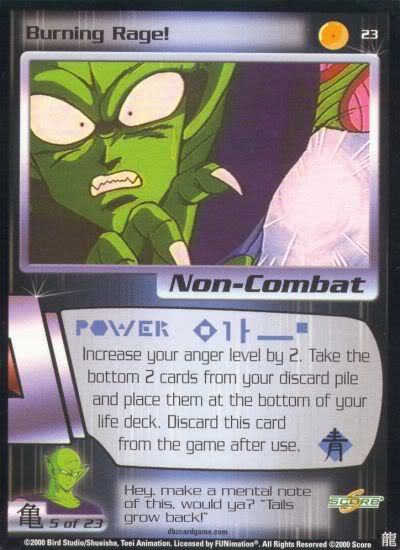 Burning Rage!
23
Non-Combat
POWER
Increase your anger level by 2. Take the
bottom 2 cards from your discard pile
and place them at the bottom of your
life deck. Discard this card
from the game after use.
青
Hey, make a mental note
of this, would ya? "Tails
grow back!"
SCORE
亀 5 of 23
dbzcardgame.com
龍
©2000 Bird Studio/Shueisha, Toei Animation. Licensed by FUNimation®. All Rights Reserved ©2000 Score